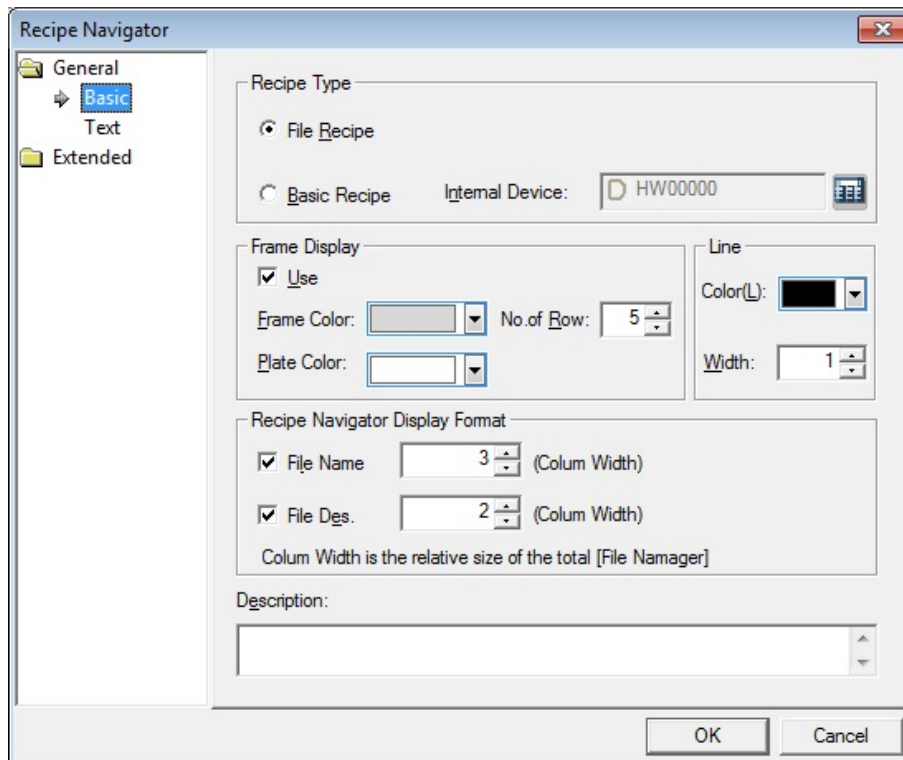 Recipe Navigator
General
Basic
Text
Extended
Recipe Type
File Recipe
Basic Recipe Internal Device: D HW00000
Frame Display
Use
Frame Color: No.of Row: 5
Plate Color:
Line
Color(L):
Width: 1
Recipe Navigator Display Format
File Name 3 (Colum Width)
File Des. 2 (Colum Width)
Colum Width is the relative size of the total [File Namager]
Description:
OK Cancel